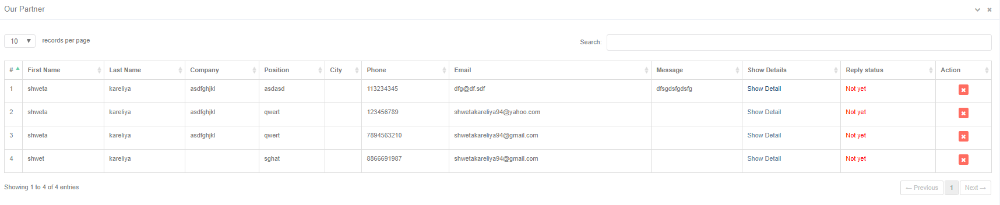 Our Partner
10 records per page Search:
# First Name Last Name Company Position City Phone Email Message Show Details Reply status Action
1 shweta kareliya asdfghjkl asdasd 113234345 dfg@df.sdf dfsgdsfgdsfg Show Detail Not yet
2 shweta kareliya asdfghjkl qwert 123456789 shwetakareliya94@yahoo.com Show Detail Not yet
3 shweta kareliya asdfghjkl qwert 7894563210 shwetakareliya94@gmail.com Show Detail Not yet
4 shwet kareliya sghat 8866691987 shwetakareliya94@gmail.com Show Detail Not yet
Showing 1 to 4 of 4 entries ← Previous 1 Next →